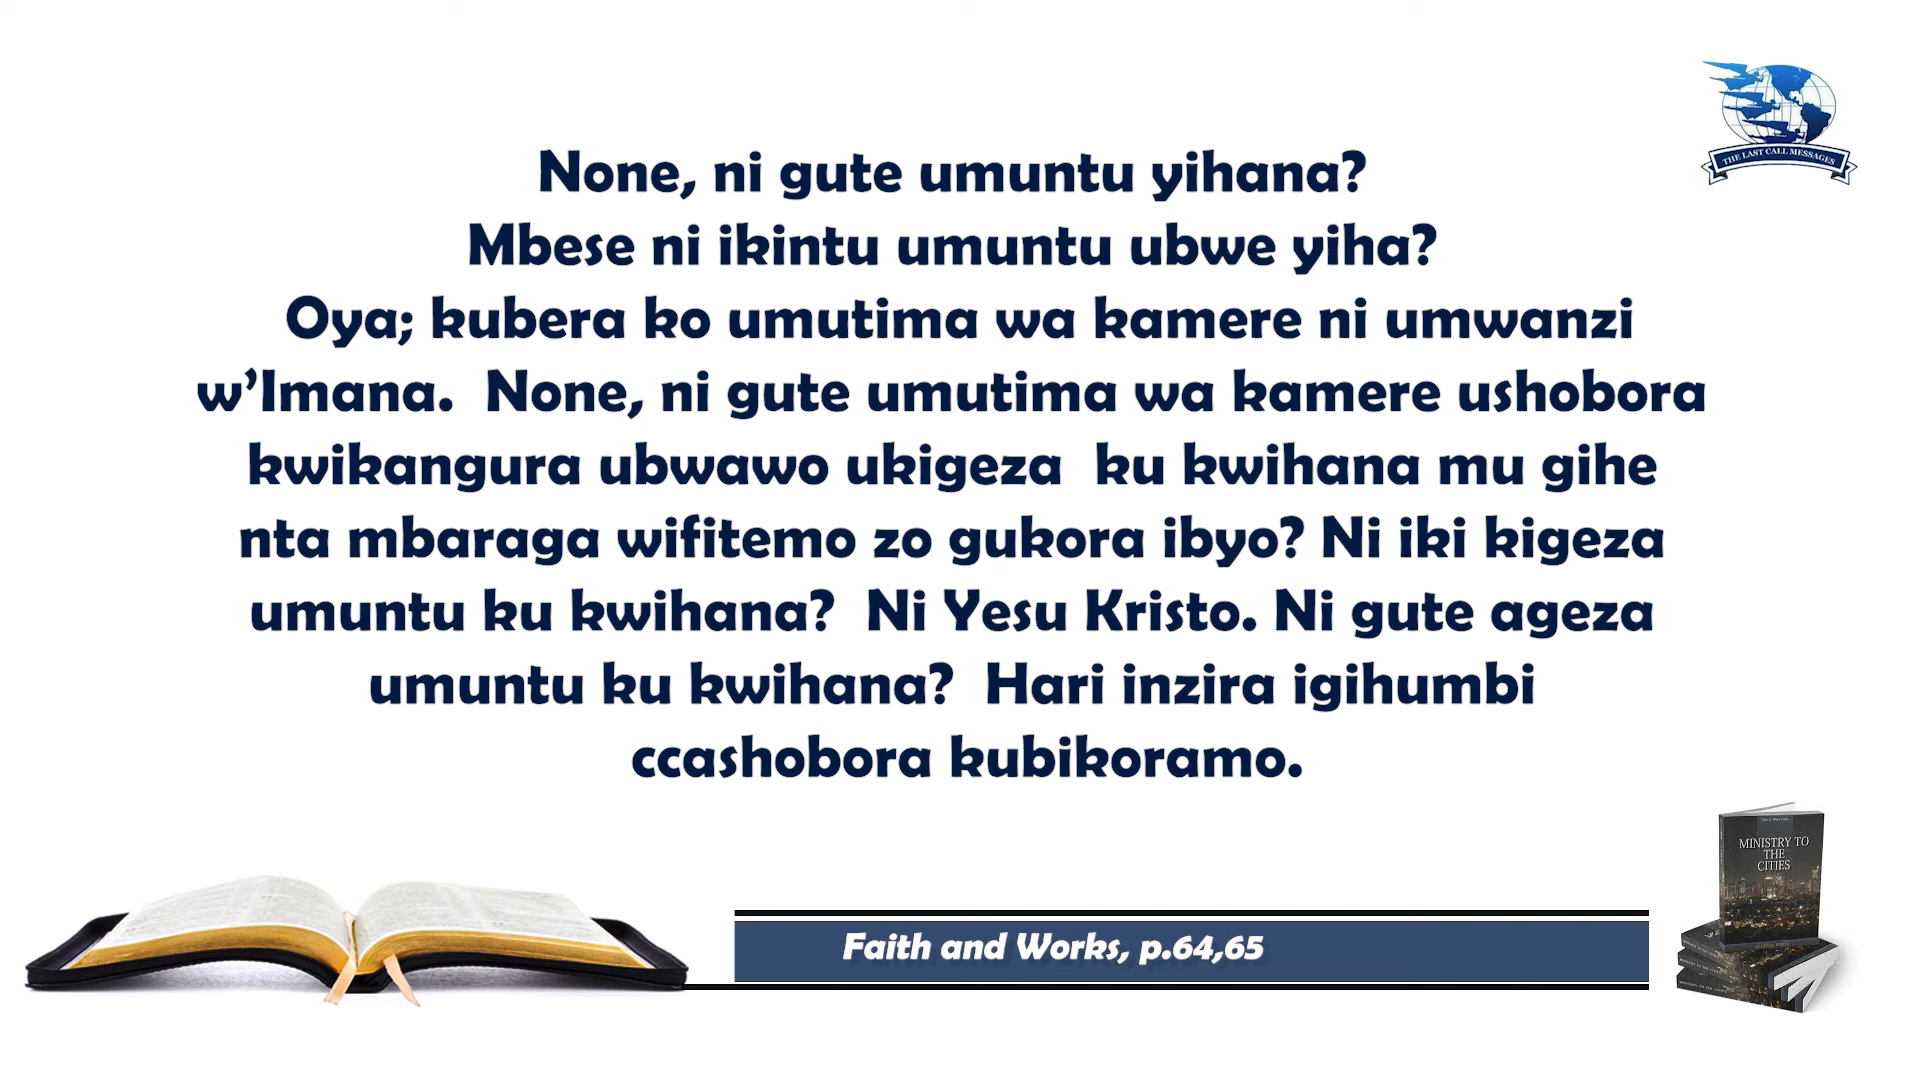 THE LAST CALL MESSAGES
None, ni gute umuntu yihana?
Mbese ni ikintu umuntu ubwe yiha?
Oya; kubera ko umutima wa kamere ni umwanzi
w’Imana. None, ni gute umutima wa kamere ushobora
kwikangura ubwawo ukigeza ku kwihana mu gihe
nta mbaraga wifitemo zo gukora ibyo? Ni iki kigeza
umuntu ku kwihana? Ni Yesu Kristo. Ni gute ageza
umuntu ku kwihana? Hari inzira igihumbi
ccashobora kubikoramo.
MINISTRY TO
THE
CITIES
Faith and Works, p.64,65